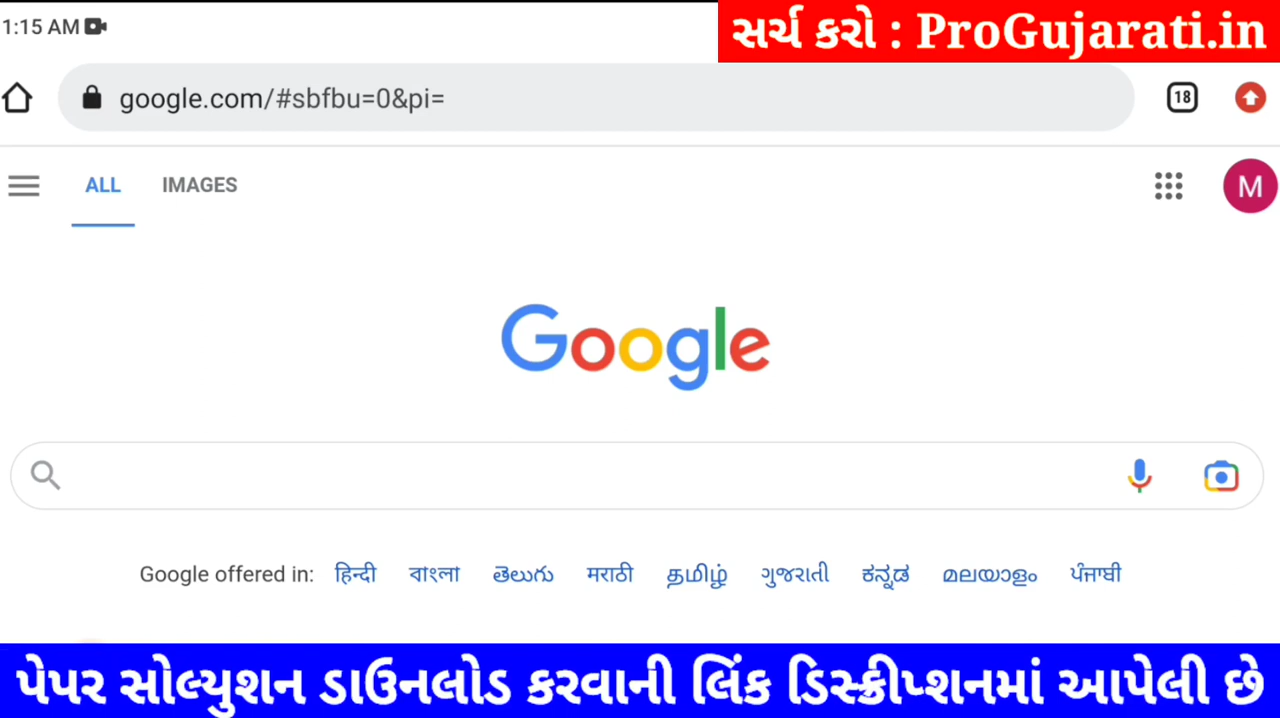 1:15 AM
સર્ચ કરો : ProGujarati.in
google.com/#sbfbu=0&pi=
18
ALL IMAGES
M
Google
Google offered in: हिन्दी বাংলা తెలుగు मराठी தமிழ் ગુજરાતી ಕನ್ನಡ മലയാളം ਪੰਜਾਬੀ
પેપર સોલ્યુશન ડાઉનલોડ કરવાની લિંક ડિસ્ક્રીપ્શનમાં આપેલી છે